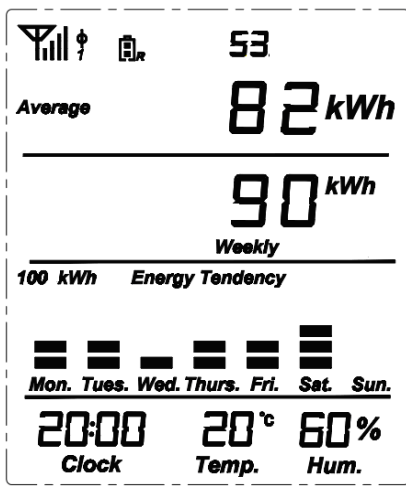 1 R 53
Average 82 kWh
90 kWh
Weekly
100 kWh Energy Tendency
Mon. Tues. Wed. Thurs. Fri. Sat. Sun.
20:00 20 °c 60 %
Clock Temp. Hum.